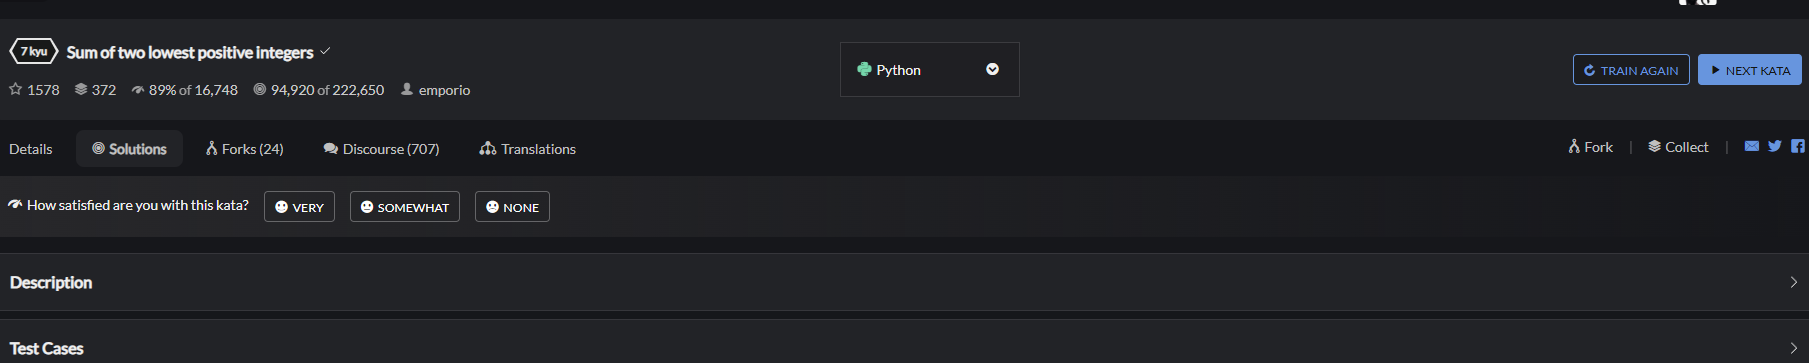 7 kyu Sum of two lowest positive integers
Python
TRAIN AGAIN NEXT KATA
1578 372 89% of 16,748 94,920 of 222,650 emporio
Details Solutions Forks (24) Discourse (707) Translations Fork | Collect |
How satisfied are you with this kata? VERY SOMEWHAT NONE
Description
Test Cases